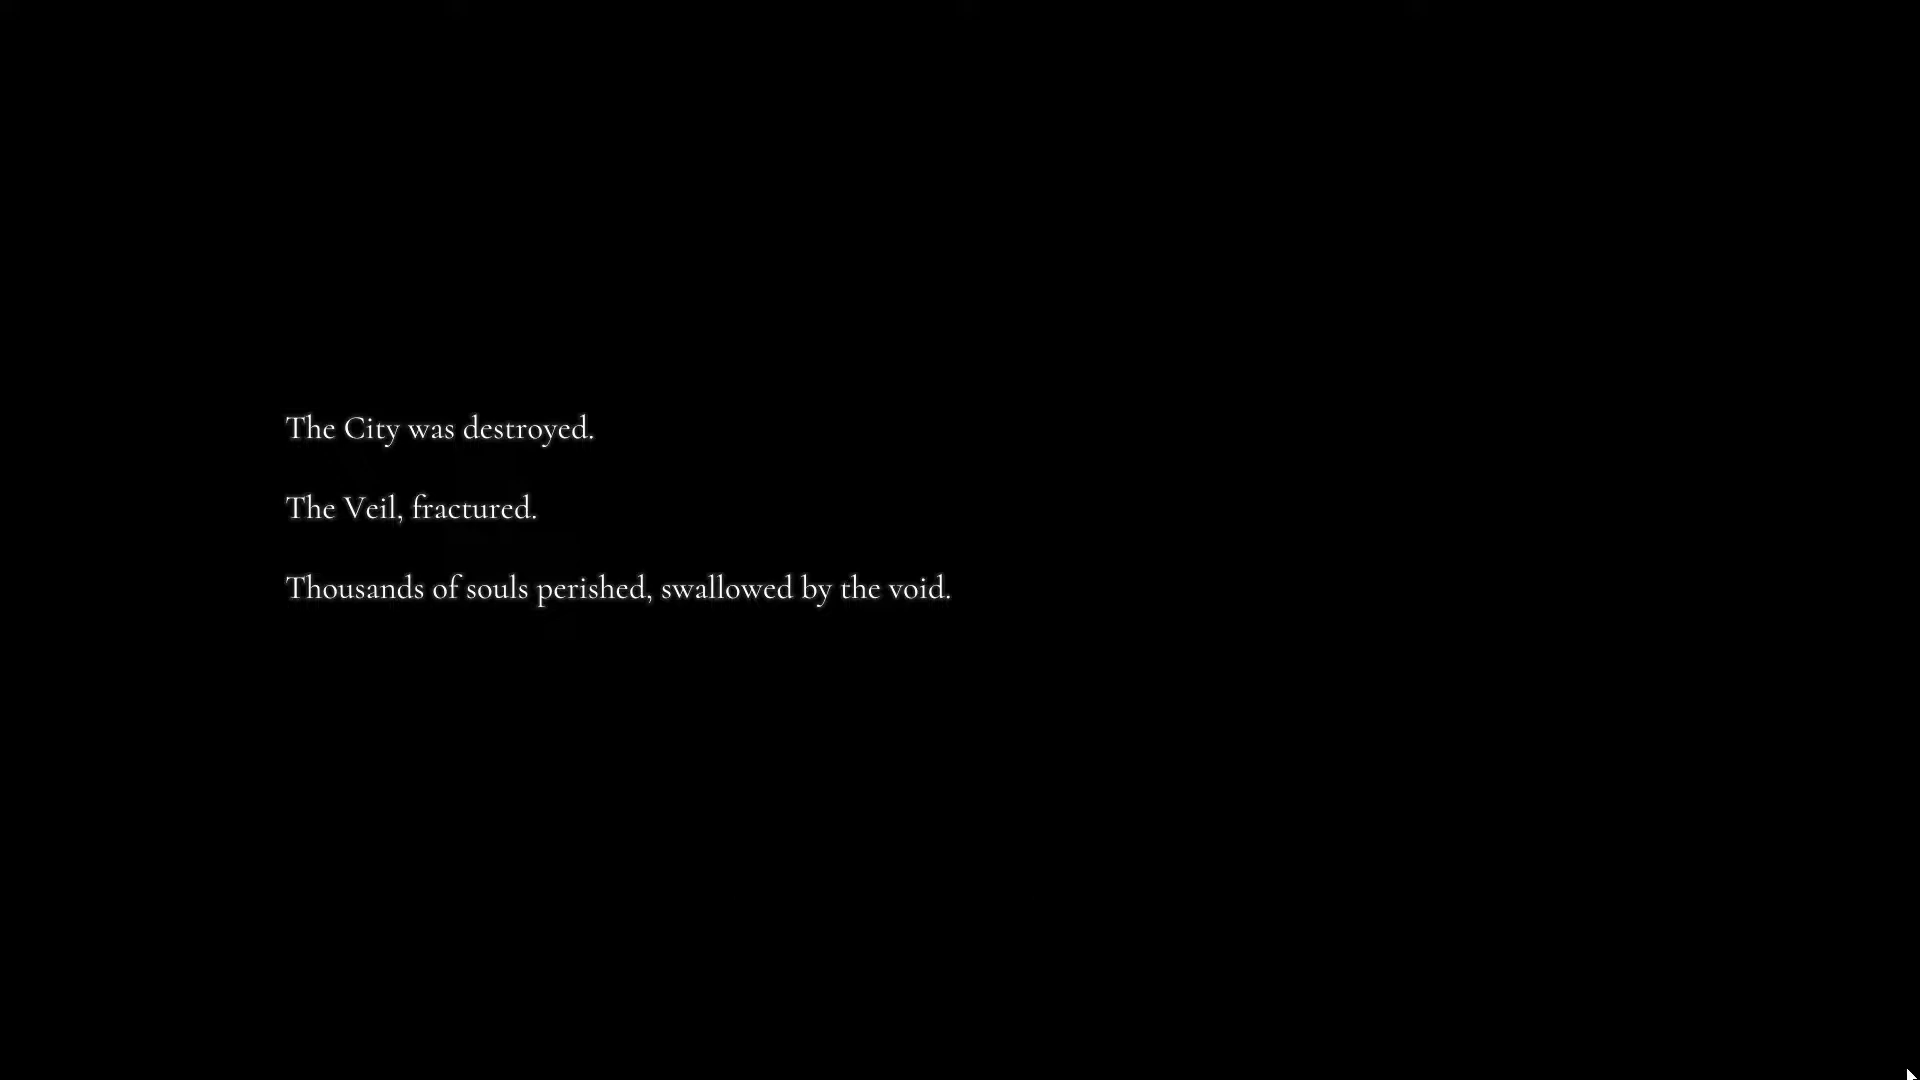 The City was destroyed.
The Veil, fractured.
Thousands of souls perished, swallowed by the void.